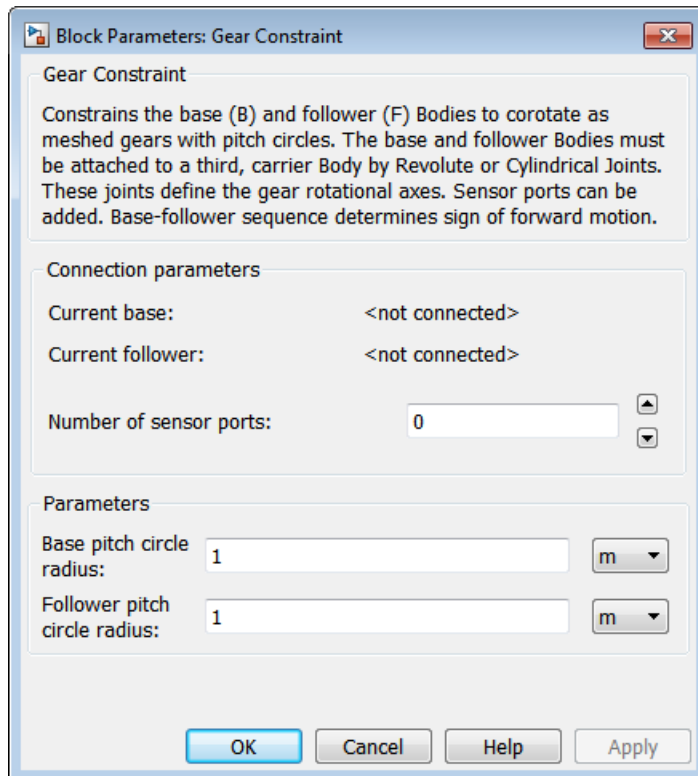 Block Parameters: Gear Constraint
Gear Constraint
Constrains the base (B) and follower (F) Bodies to corotate as
meshed gears with pitch circles. The base and follower Bodies must
be attached to a third, carrier Body by Revolute or Cylindrical Joints.
These joints define the gear rotational axes. Sensor ports can be
added. Base-follower sequence determines sign of forward motion.
Connection parameters
Current base: <not connected>
Current follower: <not connected>
Number of sensor ports: 0
Parameters
Base pitch circle
radius: 1 m
Follower pitch
circle radius: 1 m
OK Cancel Help Apply